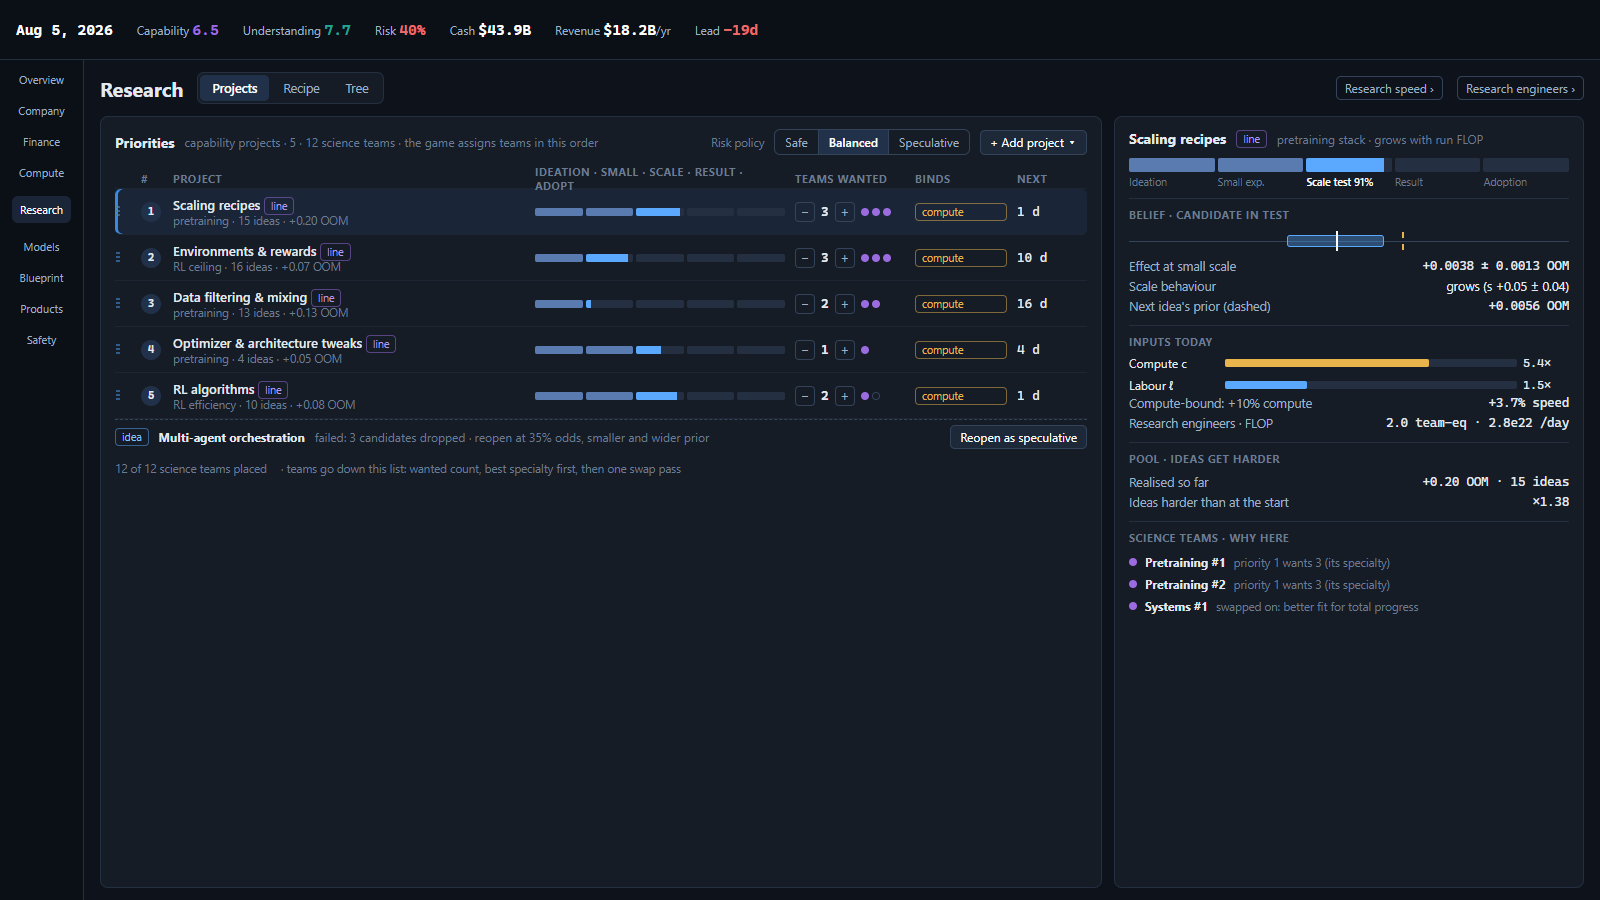 Aug 5, 2026 Capability 6.5 Understanding 7.7 Risk 40% Cash $43.9B Revenue $18.2B/yr Lead −19d
Overview
Company
Finance
Compute
Research
Models
Blueprint
Products
Safety
Research Projects Recipe Tree Research speed › Research engineers ›
Priorities capability projects · 5 · 12 science teams · the game assigns teams in this order Risk policy Safe Balanced Speculative + Add project ▾
# PROJECT IDEATION · SMALL · SCALE · RESULT · ADOPT TEAMS WANTED BINDS NEXT
1 Scaling recipes line − 3 + compute 1 d
pretraining · 15 ideas · +0.20 OOM
2 Environments & rewards line − 3 + compute 10 d
RL ceiling · 16 ideas · +0.07 OOM
3 Data filtering & mixing line − 2 + compute 16 d
pretraining · 13 ideas · +0.13 OOM
4 Optimizer & architecture tweaks line − 1 + compute 4 d
pretraining · 4 ideas · +0.05 OOM
5 RL algorithms line − 2 + compute 1 d
RL efficiency · 10 ideas · +0.08 OOM
idea Multi-agent orchestration failed: 3 candidates dropped · reopen at 35% odds, smaller and wider prior Reopen as speculative
12 of 12 science teams placed · teams go down this list: wanted count, best specialty first, then one swap pass
Scaling recipes line pretraining stack · grows with run FLOP
Ideation Small exp. Scale test 91% Result Adoption
BELIEF · CANDIDATE IN TEST
Effect at small scale +0.0038 ± 0.0013 OOM
Scale behaviour grows (s +0.05 ± 0.04)
Next idea's prior (dashed) +0.0056 OOM
INPUTS TODAY
Compute c 5.4×
Labour ℓ 1.5×
Compute-bound: +10% compute +3.7% speed
Research engineers · FLOP 2.0 team-eq · 2.8e22 /day
POOL · IDEAS GET HARDER
Realised so far +0.20 OOM · 15 ideas
Ideas harder than at the start ×1.38
SCIENCE TEAMS · WHY HERE
Pretraining #1 priority 1 wants 3 (its specialty)
Pretraining #2 priority 1 wants 3 (its specialty)
Systems #1 swapped on: better fit for total progress